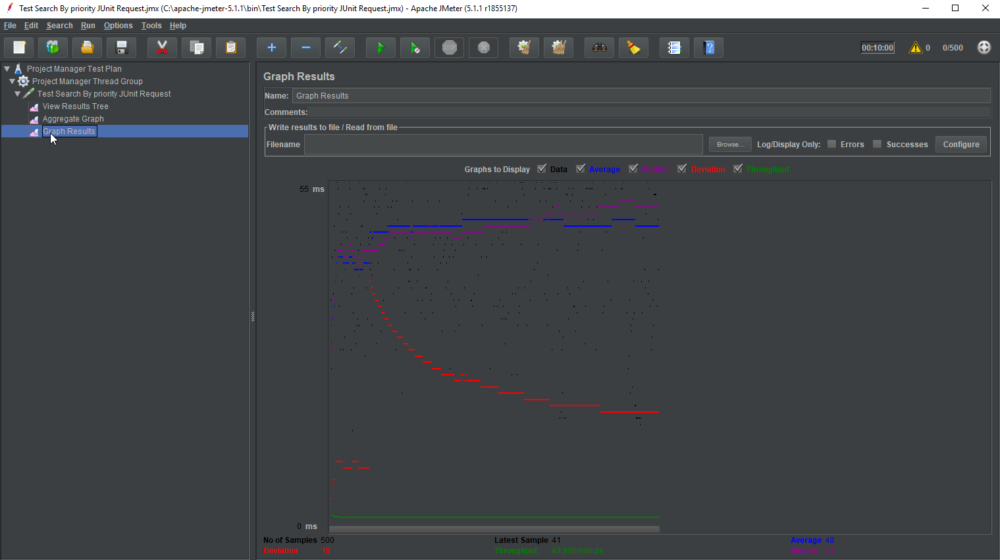 Test Search By priority JUnit Request.jmx (C:\apache-jmeter-5.1.1\bin\Test Search By priority JUnit Request.jmx) - Apache JMeter (5.1.1 r1855137)
File Edit Search Run Options Tools Help
STOP
00:10:00 0 0/500
Project Manager Test Plan
Project Manager Thread Group
Test Search By priority JUnit Request
View Results Tree
Aggregate Graph
Graph Results
Graph Results
Name: Graph Results
Comments:
Write results to file / Read from file
Filename Browse... Log/Display Only: Errors Successes Configure
Graphs to Display Data Average Median Deviation Throughput
55 ms
0 ms
No of Samples 500 Latest Sample 41 Average 48
Deviation 18 Throughput 49.996/minute Median 51